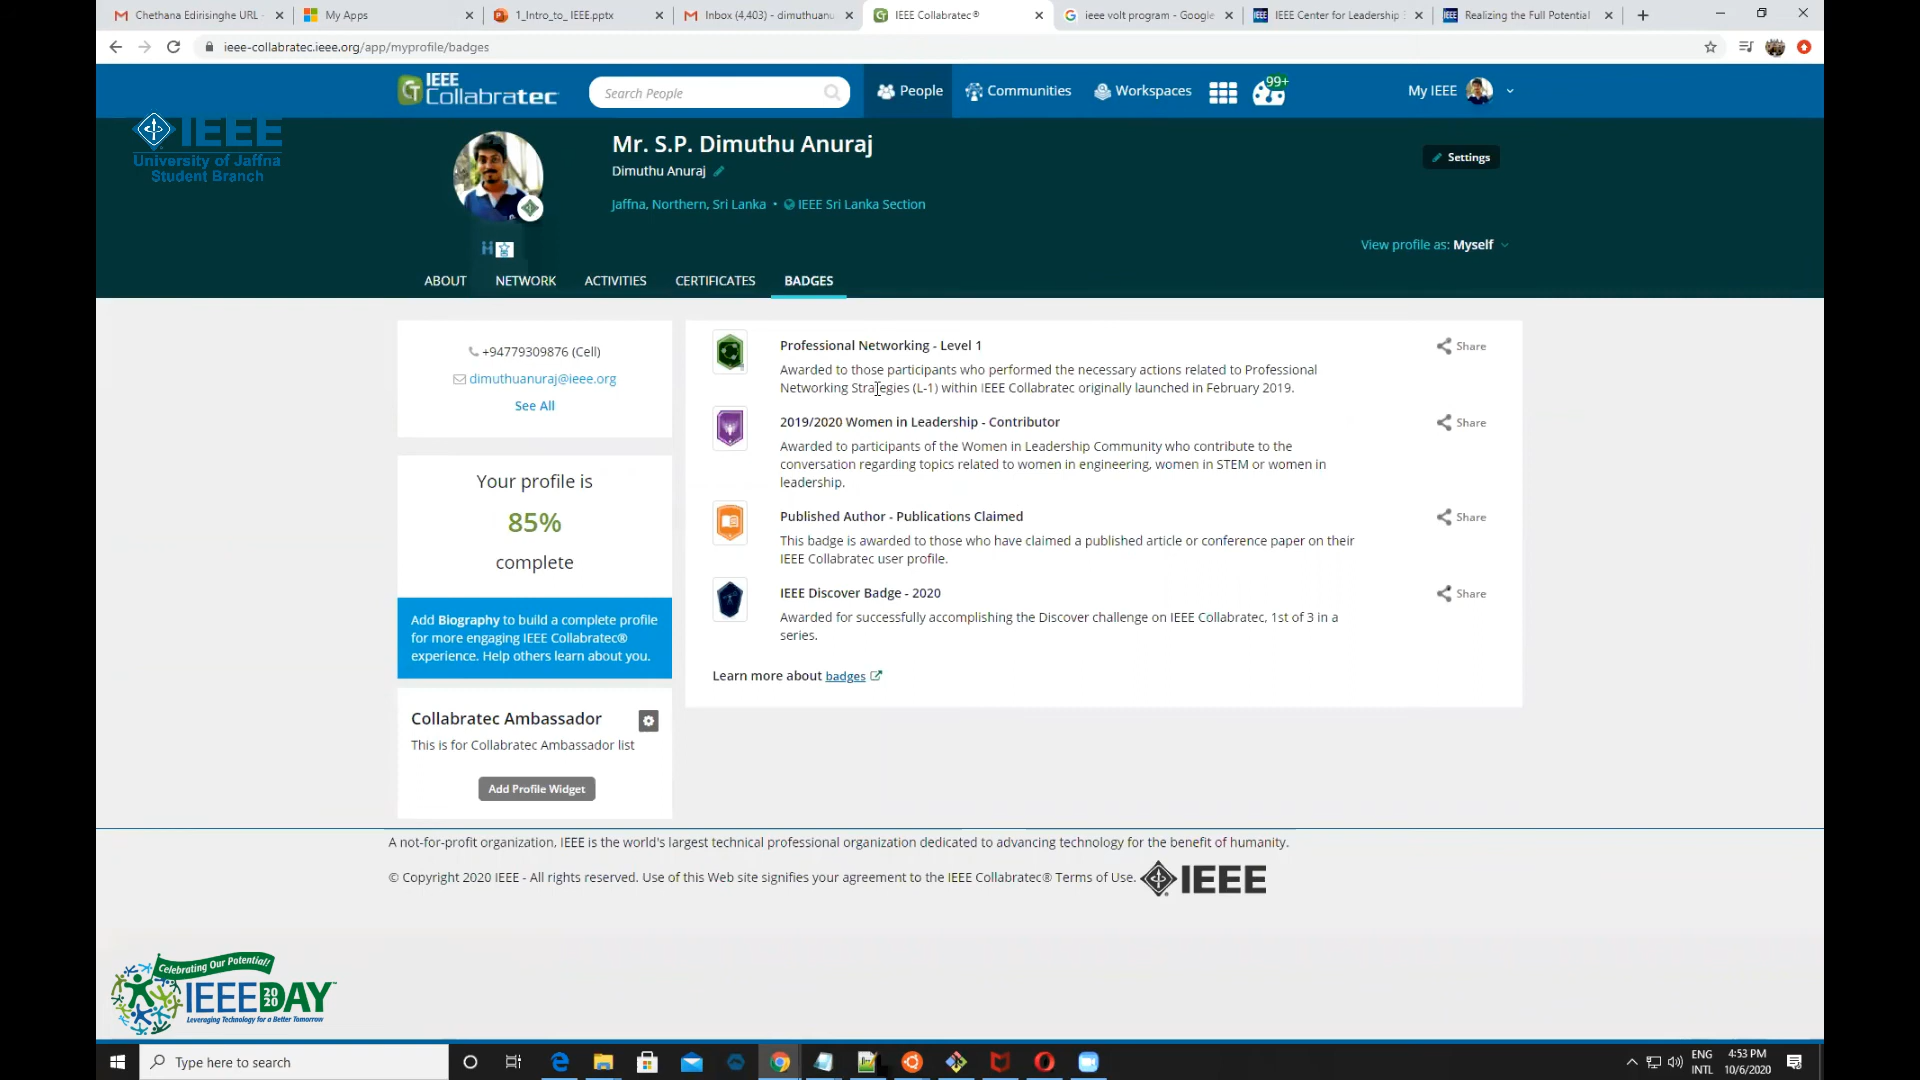 Chethana Edirisinghe URL -
My Apps
1_Intro_to_ IEEE.pptx
Inbox (4,403) - dimuthuanu
IEEE Collabratec®
ieee volt program - Google
IEEE Center for Leadership
Realizing the Full Potential
ieee-collabratec.ieee.org/app/myprofile/badges
IEEE Collabratec
Search People
People
Communities
Workspaces
99+
My IEEE
IEEE
University of Jaffna
Student Branch
Mr. S.P. Dimuthu Anuraj
Dimuthu Anuraj
Settings
Jaffna, Northern, Sri Lanka • IEEE Sri Lanka Section
View profile as: Myself
ABOUT NETWORK ACTIVITIES CERTIFICATES BADGES
+94779309876 (Cell)
dimuthuanuraj@ieee.org
See All
Your profile is
85%
complete
Add Biography to build a complete profile
for more engaging IEEE Collabratec®
experience. Help others learn about you.
Collabratec Ambassador
This is for Collabratec Ambassador list
Add Profile Widget
Professional Networking - Level 1
Share
Awarded to those participants who performed the necessary actions related to Professional
Networking Strategies (L-1) within IEEE Collabratec originally launched in February 2019.
2019/2020 Women in Leadership - Contributor
Share
Awarded to participants of the Women in Leadership Community who contribute to the
conversation regarding topics related to women in engineering, women in STEM or women in
leadership.
Published Author - Publications Claimed
Share
This badge is awarded to those who have claimed a published article or conference paper on their
IEEE Collabratec user profile.
IEEE Discover Badge - 2020
Share
Awarded for successfully accomplishing the Discover challenge on IEEE Collabratec, 1st of 3 in a
series.
Learn more about badges
A not-for-profit organization, IEEE is the world's largest technical professional organization dedicated to advancing technology for the benefit of humanity.
© Copyright 2020 IEEE - All rights reserved. Use of this Web site signifies your agreement to the IEEE Collabratec® Terms of Use.
IEEE
Celebrating Our Potential!
IEEE DAY 2020
Leveraging Technology for a Better Tomorrow
Type here to search
ENG
INTL
4:53 PM
10/6/2020